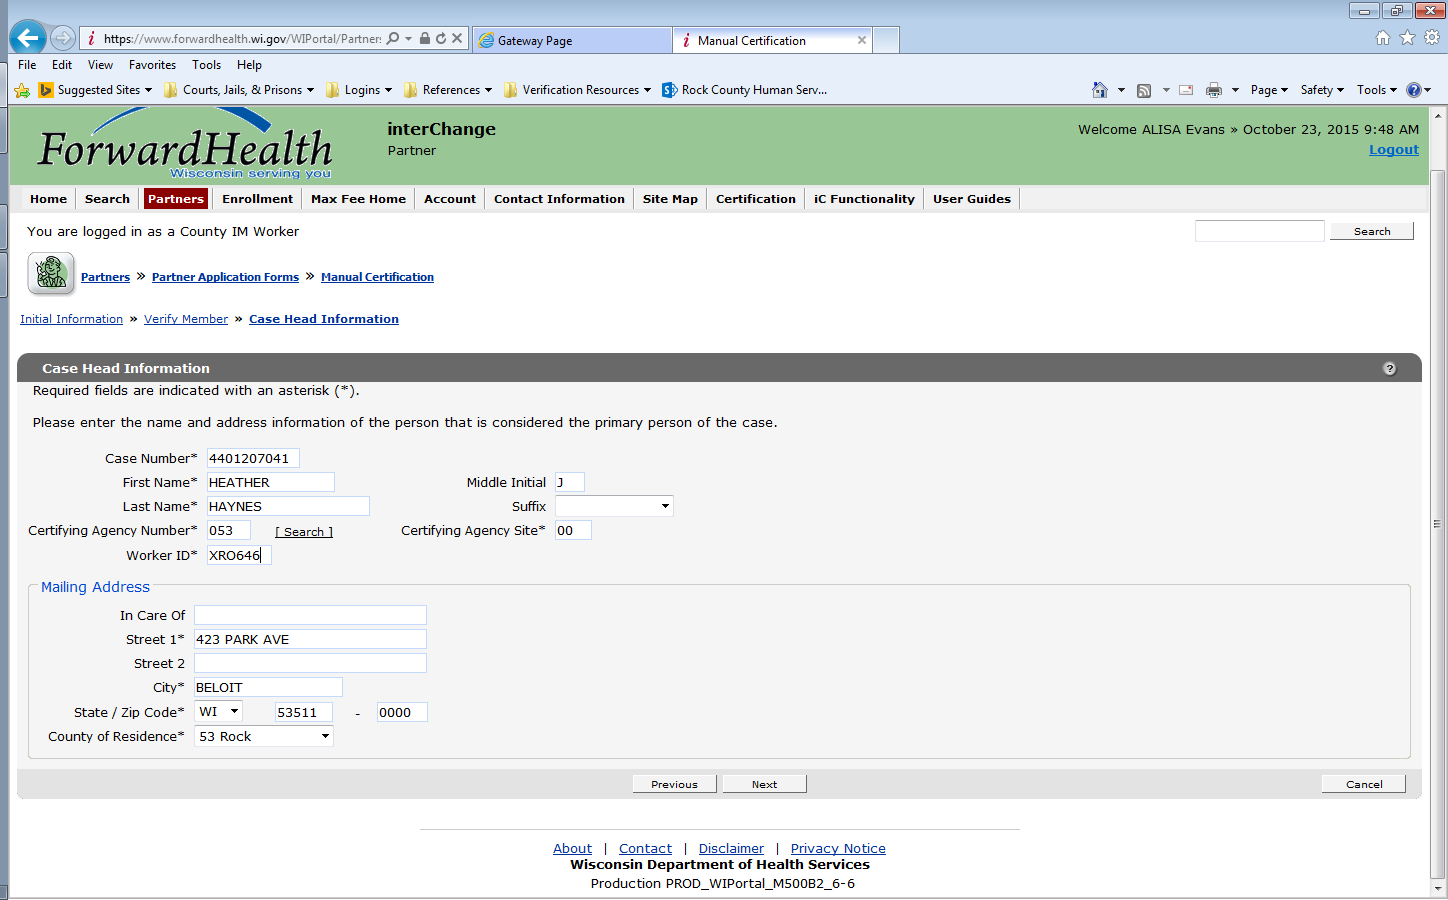 https://www.forwardhealth.wi.gov/WIPortal/Partner: Gateway Page Manual Certification
File Edit View Favorites Tools Help
Suggested Sites Courts, Jails, & Prisons Logins References Verification Resources Rock County Human Serv... Page Safety Tools
ForwardHealth
Wisconsin serving you
interChange
Partner
Welcome ALISA Evans » October 23, 2015 9:48 AM
Logout
Home Search Partners Enrollment Max Fee Home Account Contact Information Site Map Certification iC Functionality User Guides
You are logged in as a County IM Worker Search
Partners » Partner Application Forms » Manual Certification
Initial Information » Verify Member » Case Head Information
Case Head Information ?
Required fields are indicated with an asterisk (*).
Please enter the name and address information of the person that is considered the primary person of the case.
Case Number* 4401207041
First Name* HEATHER Middle Initial J
Last Name* HAYNES Suffix
Certifying Agency Number* 053 [ Search ] Certifying Agency Site* 00
Worker ID* XRO646
Mailing Address
In Care Of
Street 1* 423 PARK AVE
Street 2
City* BELOIT
State / Zip Code* WI 53511 - 0000
County of Residence* 53 Rock
Previous Next Cancel
About | Contact | Disclaimer | Privacy Notice
Wisconsin Department of Health Services
Production PROD_WIPortal_M500B2_6-6